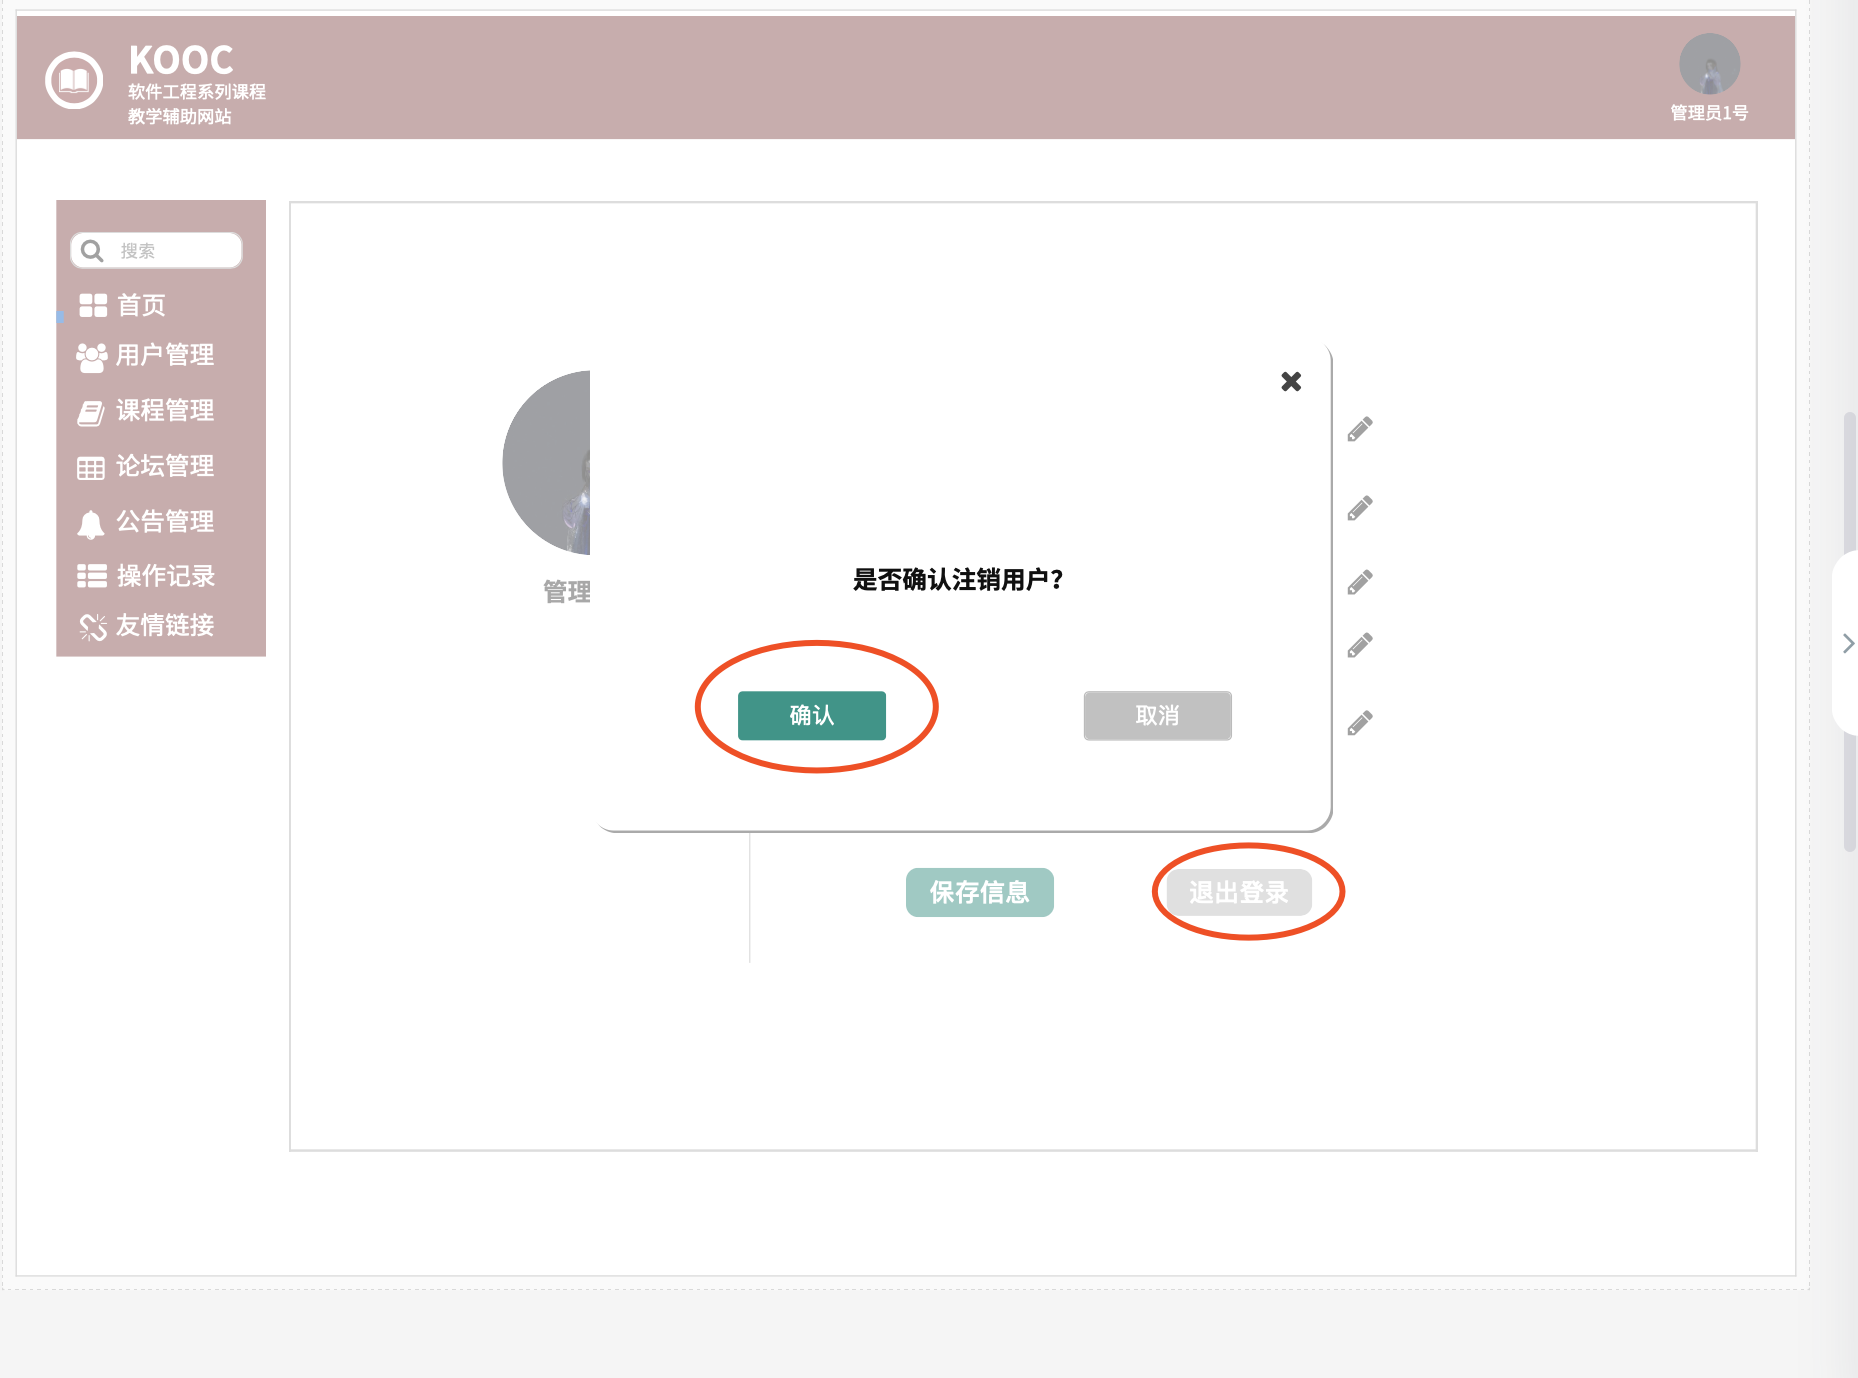 KOOC
软件工程系列课程
教学辅助网站
管理员1号
搜索
首页
用户管理
课程管理
论坛管理
公告管理
操作记录
友情链接
管理
是否确认注销用户？
确认
取消
保存信息
退出登录